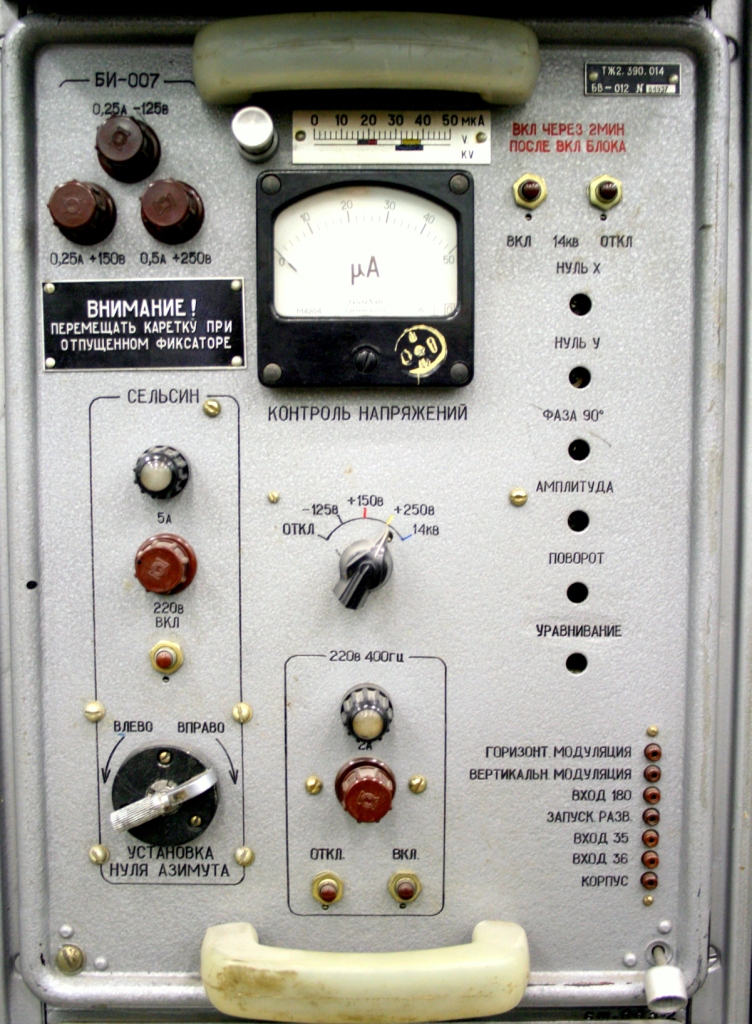 БИ-007
0,25А -125В
0,25А +150В
0,5А +250В
ТЖ2.390.014
БВ-012 N
0 10 20 30 40 50 МКА
V
KV
ВКЛ ЧЕРЕЗ 2МИН
ПОСЛЕ ВКЛ БЛОКА
ВКЛ 14КВ ОТКЛ
0 10 20 30 40 50
µA
ВНИМАНИЕ!
ПЕРЕМЕЩАТЬ КАРЕТКУ ПРИ
ОТПУЩЕННОМ ФИКСАТОРЕ
КОНТРОЛЬ НАПРЯЖЕНИЙ
ОТКЛ -125В +150В +250В 14КВ
СЕЛЬСИН
5А
220В
ВКЛ
ВЛЕВО ВПРАВО
УСТАНОВКА
НУЛЯ АЗИМУТА
220В 400ГЦ
2А
ОТКЛ. ВКЛ.
НУЛЬ X
НУЛЬ У
ФАЗА 90°
АМПЛИТУДА
ПОВОРОТ
УРАВНИВАНИЕ
ГОРИЗОНТ. МОДУЛЯЦИЯ
ВЕРТИКАЛЬН. МОДУЛЯЦИЯ
ВХОД 180
ЗАПУСК РАЗВ.
ВХОД 35
ВХОД 36
КОРПУС